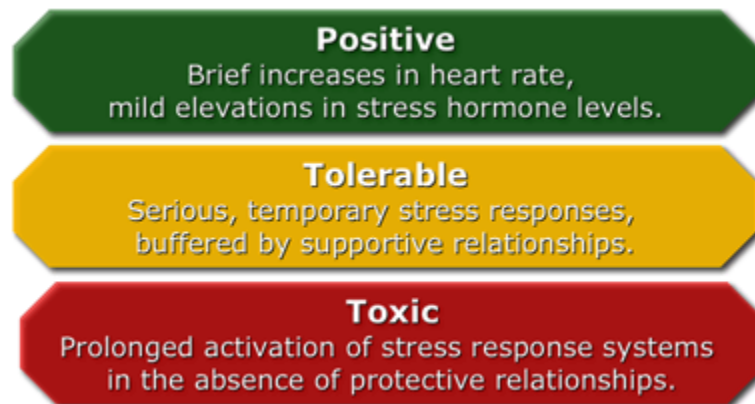 Positive
Brief increases in heart rate,
mild elevations in stress hormone levels.
Tolerable
Serious, temporary stress responses,
buffered by supportive relationships.
Toxic
Prolonged activation of stress response systems
in the absence of protective relationships.